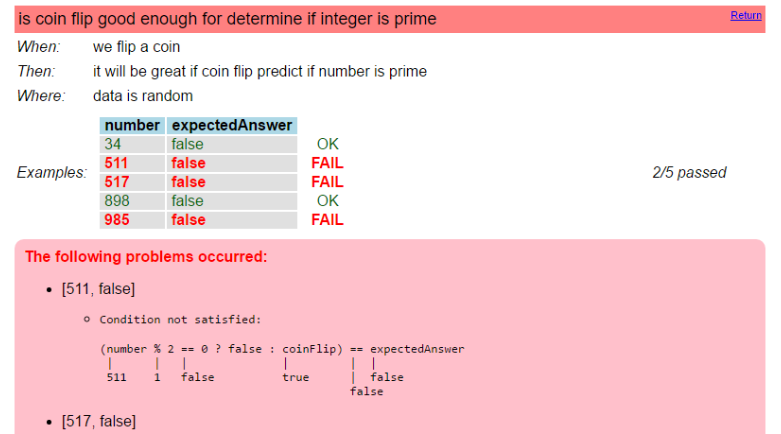 is coin flip good enough for determine if integer is prime Return
When: we flip a coin
Then: it will be great if coin flip predict if number is prime
Where: data is random
number expectedAnswer
34 false OK
511 false FAIL
Examples: 517 false FAIL 2/5 passed
898 false OK
985 false FAIL
The following problems occurred:
• [511, false]
○ Condition not satisfied:
(number % 2 == 0 ? false : coinFlip) == expectedAnswer
| | | | | |
511 1 false true | false
false
• [517, false]